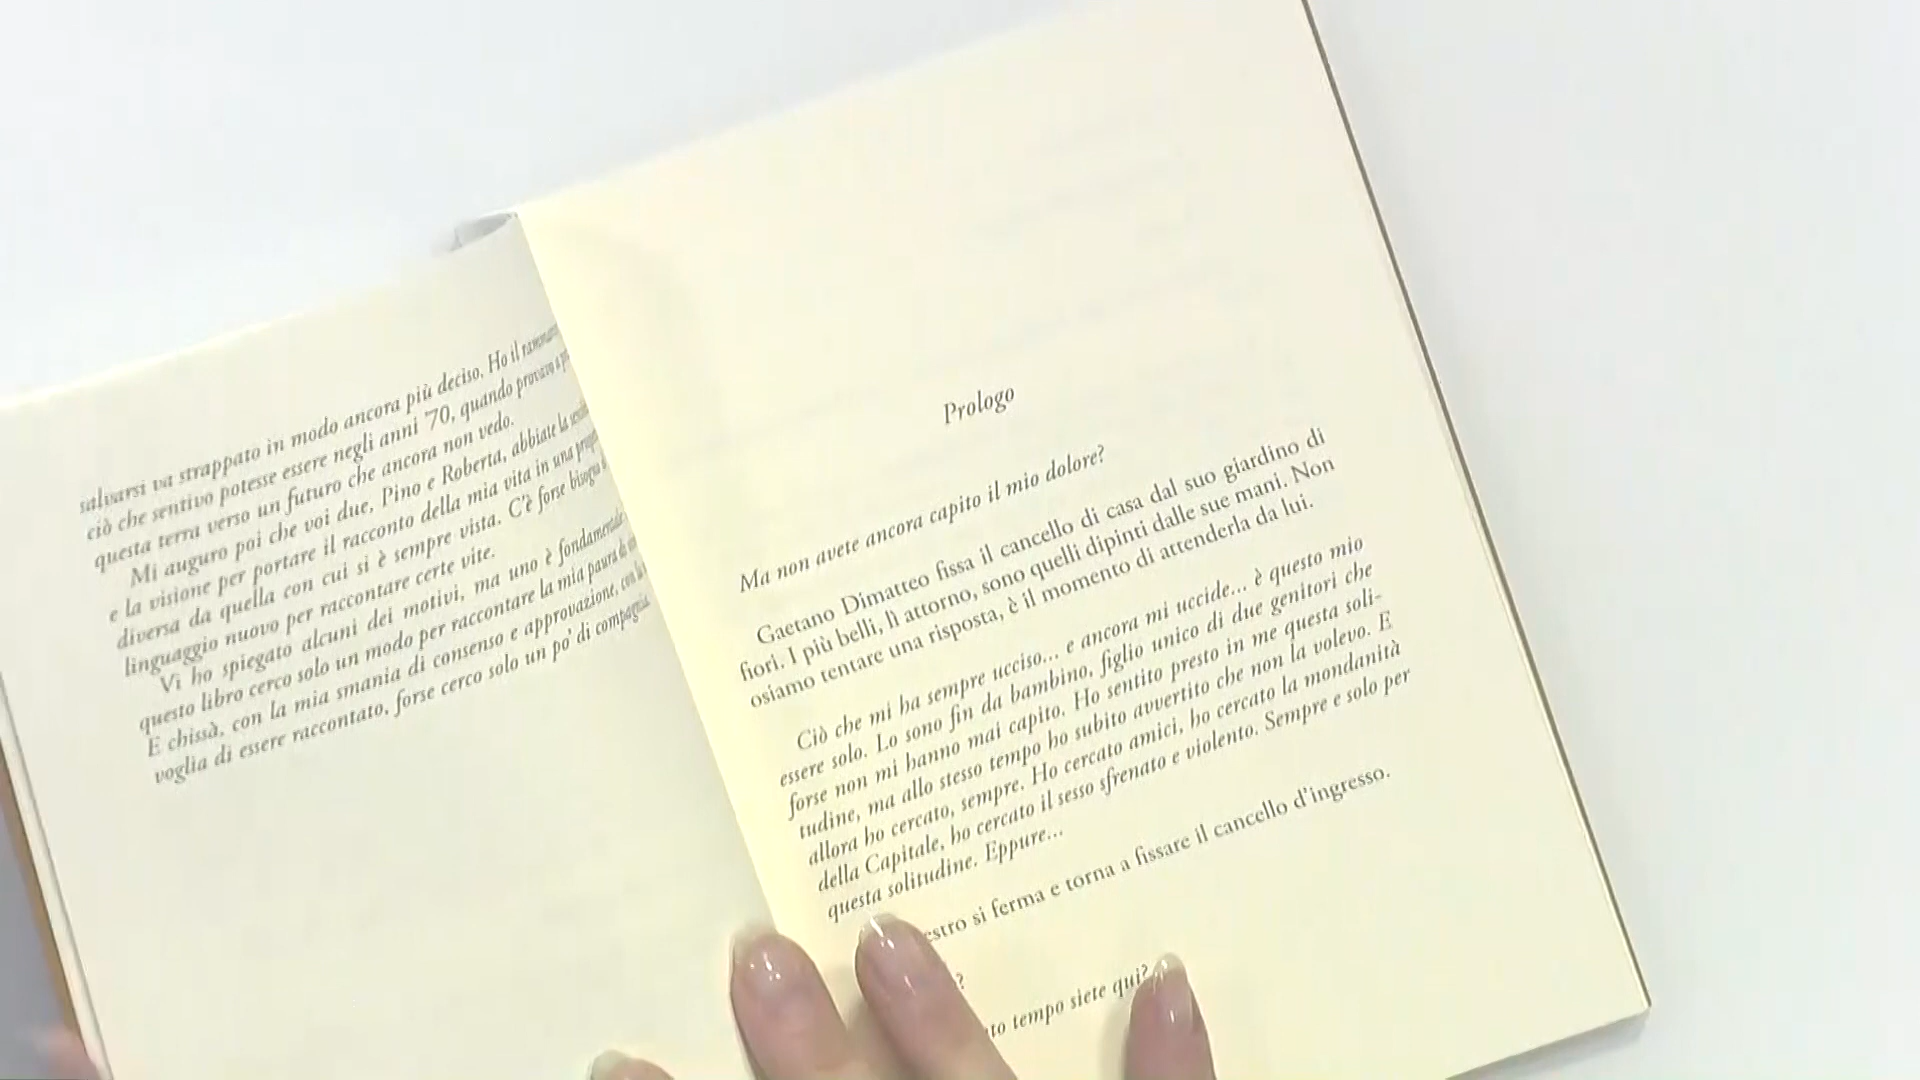 salvarsi va strappato in modo ancora più deciso. Ho il
ciò che sentivo potesse essere negli anni '70, quando provavo a
questa terra verso un futuro che ancora non vedo.
Mi auguro poi che voi due, Pino e Roberta, abbiate la
e la visione per portare il racconto della mia vita in una
diversa da quella con cui si è sempre vista. C'è forse bisogno
linguaggio nuovo per raccontare certe vite.
Vi ho spiegato alcuni dei motivi, ma uno è fondamentale
questo libro cerco solo un modo per raccontare la mia paura di
E chissà, con la mia smania di consenso e approvazione, con la
voglia di essere raccontato, forse cerco solo un po' di compagnia.
Prologo
Ma non avete ancora capito il mio dolore?
Gaetano Dimatteo fissa il cancello di casa dal suo giardino di
fiori. I più belli, lì attorno, sono quelli dipinti dalle sue mani. Non
osiamo tentare una risposta, è il momento di attenderla da lui.
Ciò che mi ha sempre ucciso... e ancora mi uccide... è questo mio
essere solo. Lo sono fin da bambino, figlio unico di due genitori che
forse non mi hanno mai capito. Ho sentito presto in me questa soli-
tudine, ma allo stesso tempo ho subito avvertito che non la volevo. E
allora ho cercato, sempre. Ho cercato amici, ho cercato la mondanità
della Capitale, ho cercato il sesso sfrenato e violento. Sempre e solo per
questa solitudine. Eppure...
estro si ferma e torna a fissare il cancello d'ingresso.
?
to tempo siete qui?